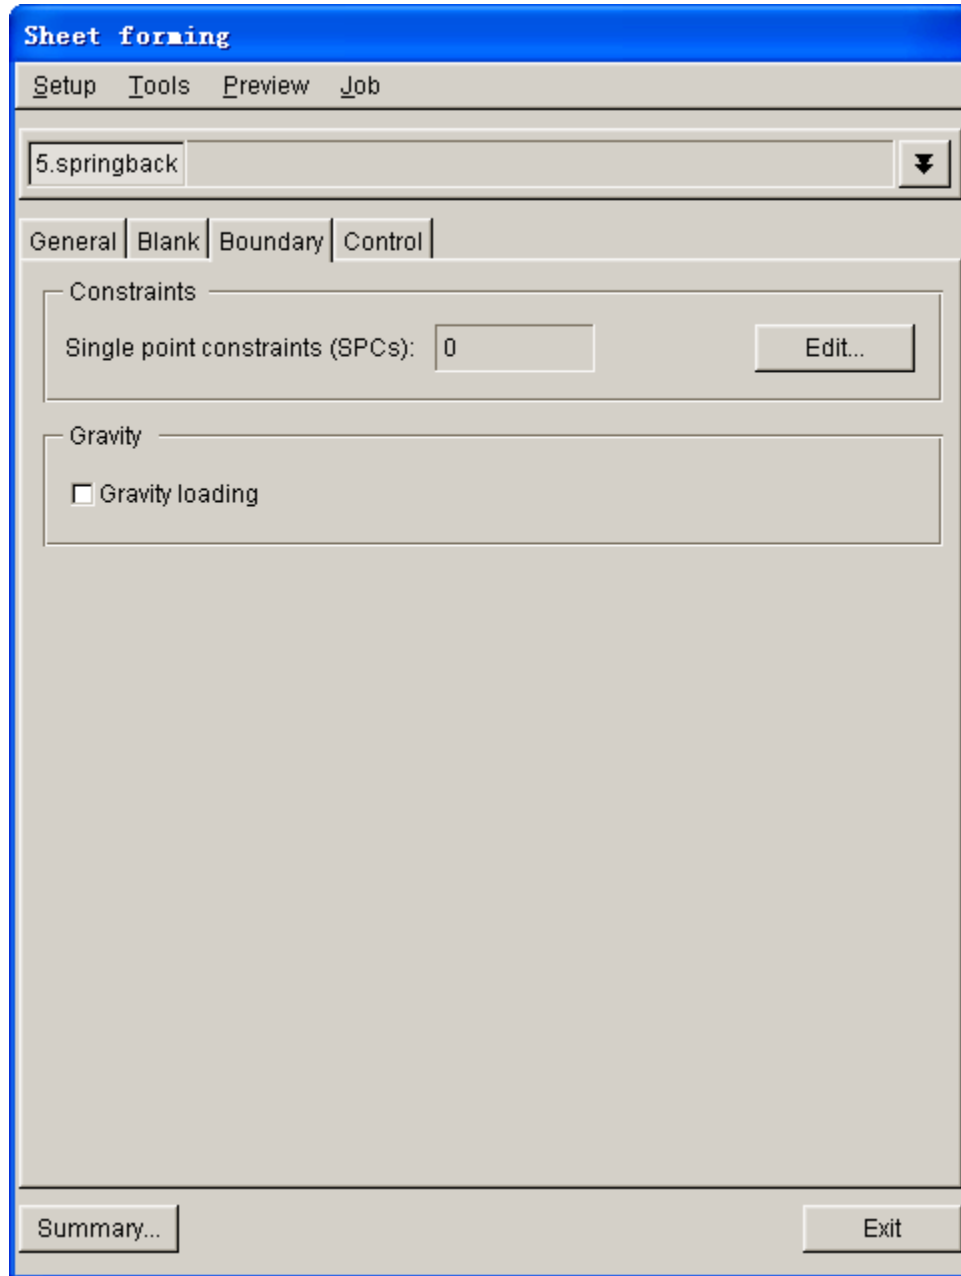 Sheet forming
Setup Tools Preview Job
5.springback
General Blank Boundary Control
Constraints
Single point constraints (SPCs): 0 Edit...
Gravity
Gravity loading
Summary... Exit